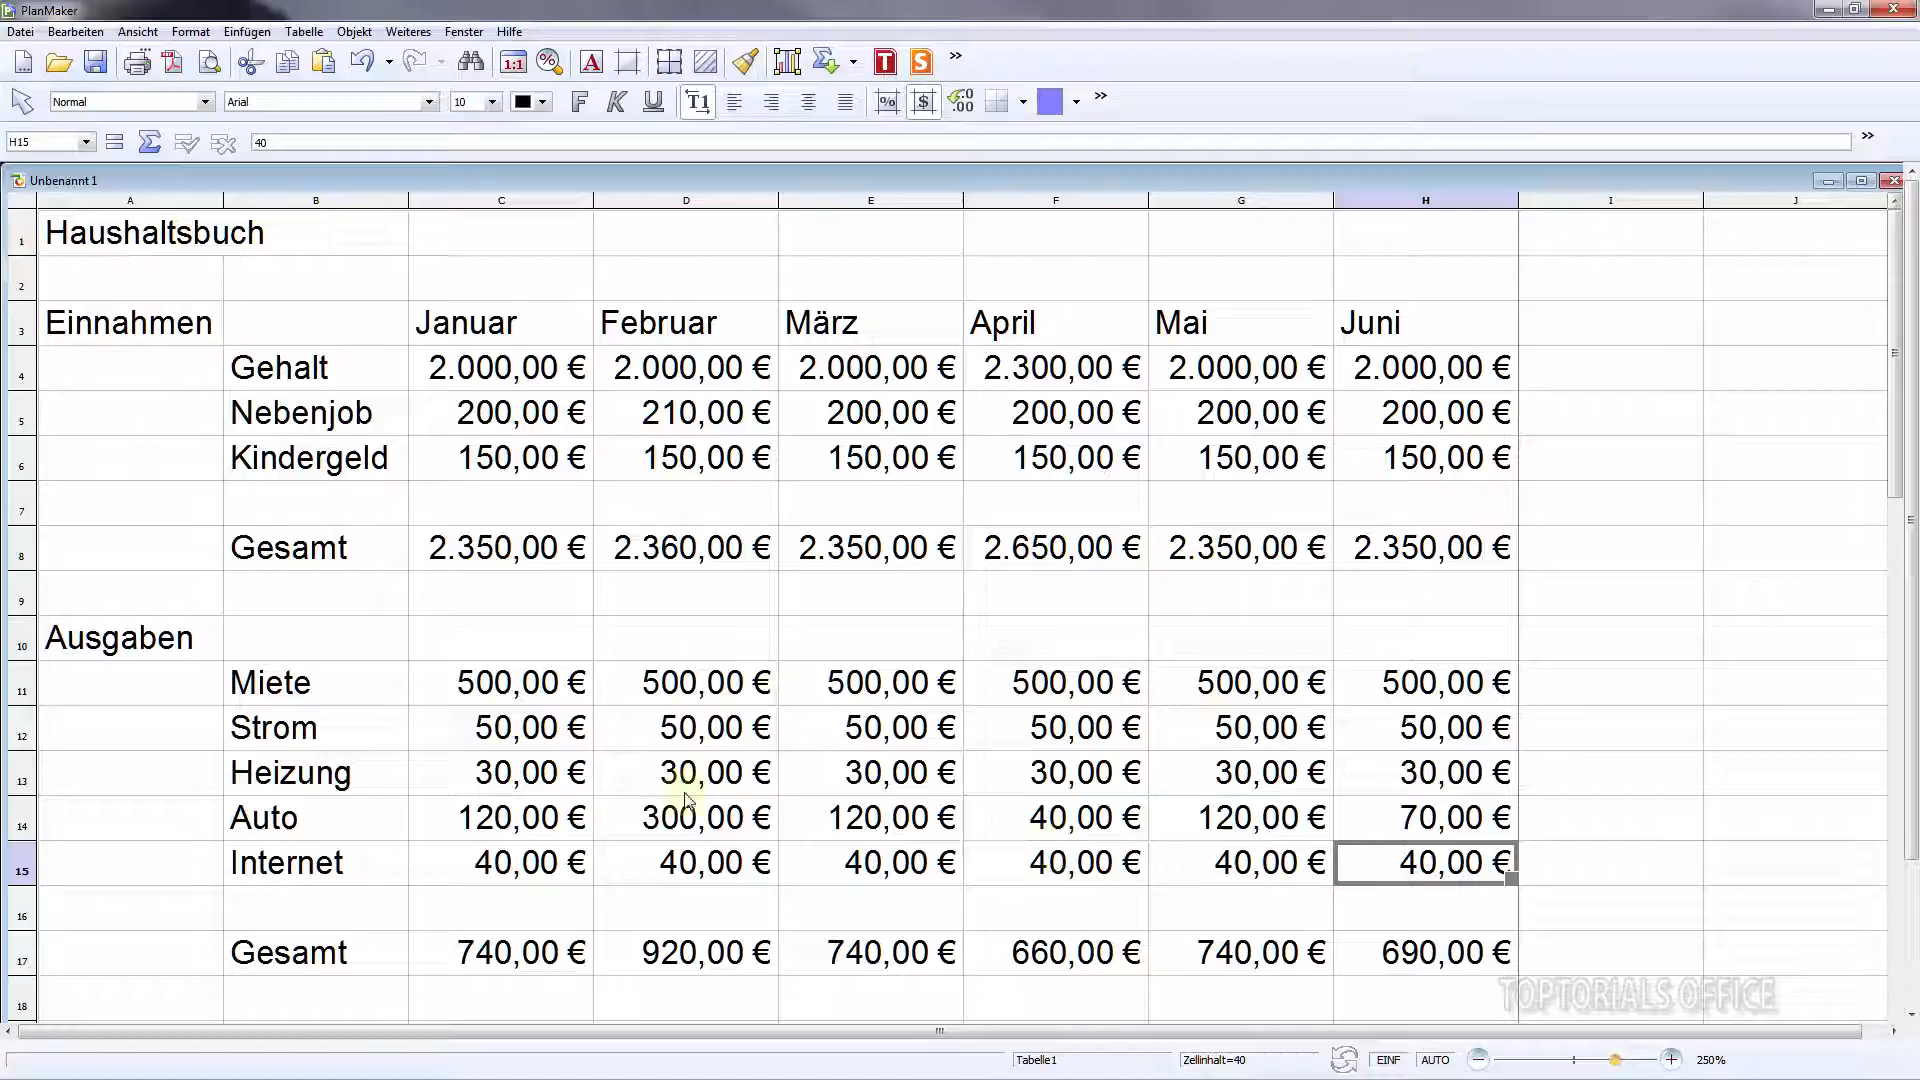 PlanMaker
Datei Bearbeiten Ansicht Format Einfügen Tabelle Objekt Weiteres Fenster Hilfe
1:1 % A T S »
Normal Arial 10 F K U T1 % $ 0,0 .00 »
H15 40 »
Unbenannt 1
A B C D E F G H I J
1 Haushaltsbuch
2
3 Einnahmen Januar Februar März April Mai Juni
4 Gehalt 2.000,00 € 2.000,00 € 2.000,00 € 2.300,00 € 2.000,00 € 2.000,00 €
5 Nebenjob 200,00 € 210,00 € 200,00 € 200,00 € 200,00 € 200,00 €
6 Kindergeld 150,00 € 150,00 € 150,00 € 150,00 € 150,00 € 150,00 €
7
8 Gesamt 2.350,00 € 2.360,00 € 2.350,00 € 2.650,00 € 2.350,00 € 2.350,00 €
9
10 Ausgaben
11 Miete 500,00 € 500,00 € 500,00 € 500,00 € 500,00 € 500,00 €
12 Strom 50,00 € 50,00 € 50,00 € 50,00 € 50,00 € 50,00 €
13 Heizung 30,00 € 30,00 € 30,00 € 30,00 € 30,00 € 30,00 €
14 Auto 120,00 € 300,00 € 120,00 € 40,00 € 120,00 € 70,00 €
15 Internet 40,00 € 40,00 € 40,00 € 40,00 € 40,00 € 40,00 €
16
17 Gesamt 740,00 € 920,00 € 740,00 € 660,00 € 740,00 € 690,00 €
18
TOPTORIALS OFFICE
Tabelle1 Zellinhalt=40 EINF AUTO 250%